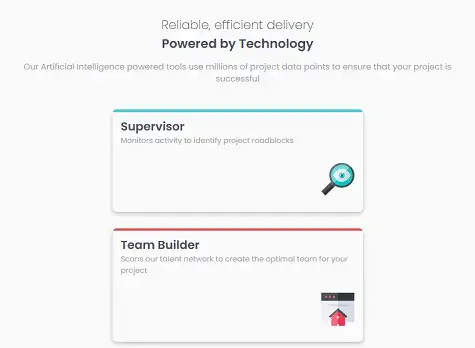 Reliable, efficient delivery
Powered by Technology
Our Artificial Intelligence powered tools use millions of project data points to ensure that your project is
successful
Supervisor
Monitors activity to identify project roadblocks
Team Builder
Scans our talent network to create the optimal team for your
project